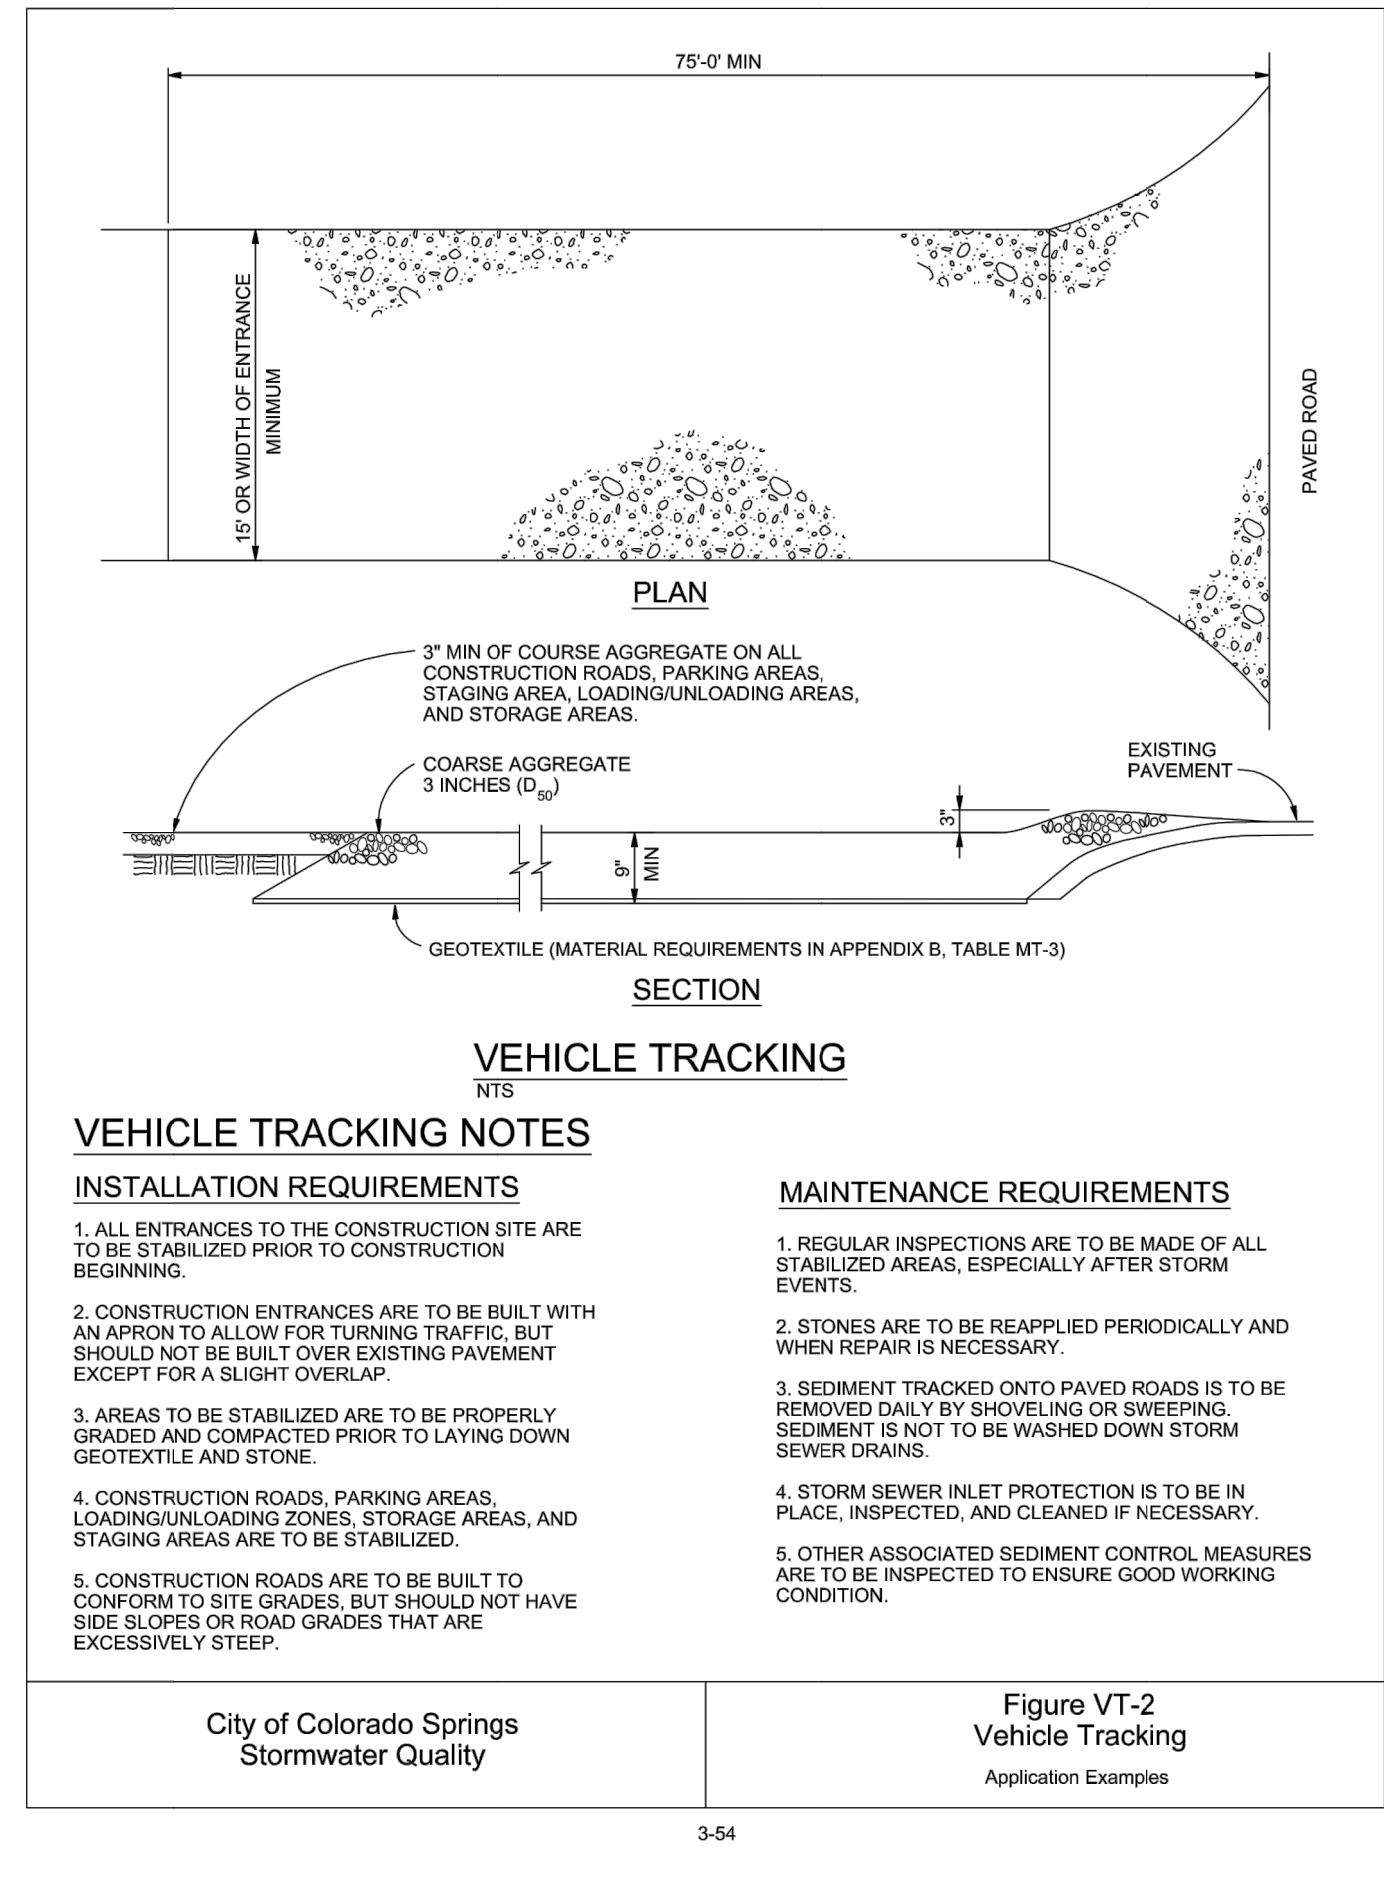 75'-0' MIN
15' OR WIDTH OF ENTRANCE
MINIMUM
PAVED ROAD
PLAN
3" MIN OF COURSE AGGREGATE ON ALL
CONSTRUCTION ROADS, PARKING AREAS,
STAGING AREA, LOADING/UNLOADING AREAS,
AND STORAGE AREAS.
COARSE AGGREGATE
3 INCHES (D50)
EXISTING
PAVEMENT
3"
9"
MIN
GEOTEXTILE (MATERIAL REQUIREMENTS IN APPENDIX B, TABLE MT-3)
SECTION
VEHICLE TRACKING
NTS
VEHICLE TRACKING NOTES
INSTALLATION REQUIREMENTS
1. ALL ENTRANCES TO THE CONSTRUCTION SITE ARE
TO BE STABILIZED PRIOR TO CONSTRUCTION
BEGINNING.
2. CONSTRUCTION ENTRANCES ARE TO BE BUILT WITH
AN APRON TO ALLOW FOR TURNING TRAFFIC, BUT
SHOULD NOT BE BUILT OVER EXISTING PAVEMENT
EXCEPT FOR A SLIGHT OVERLAP.
3. AREAS TO BE STABILIZED ARE TO BE PROPERLY
GRADED AND COMPACTED PRIOR TO LAYING DOWN
GEOTEXTILE AND STONE.
4. CONSTRUCTION ROADS, PARKING AREAS,
LOADING/UNLOADING ZONES, STORAGE AREAS, AND
STAGING AREAS ARE TO BE STABILIZED.
5. CONSTRUCTION ROADS ARE TO BE BUILT TO
CONFORM TO SITE GRADES, BUT SHOULD NOT HAVE
SIDE SLOPES OR ROAD GRADES THAT ARE
EXCESSIVELY STEEP.
MAINTENANCE REQUIREMENTS
1. REGULAR INSPECTIONS ARE TO BE MADE OF ALL
STABILIZED AREAS, ESPECIALLY AFTER STORM
EVENTS.
2. STONES ARE TO BE REAPPLIED PERIODICALLY AND
WHEN REPAIR IS NECESSARY.
3. SEDIMENT TRACKED ONTO PAVED ROADS IS TO BE
REMOVED DAILY BY SHOVELING OR SWEEPING.
SEDIMENT IS NOT TO BE WASHED DOWN STORM
SEWER DRAINS.
4. STORM SEWER INLET PROTECTION IS TO BE IN
PLACE, INSPECTED, AND CLEANED IF NECESSARY.
5. OTHER ASSOCIATED SEDIMENT CONTROL MEASURES
ARE TO BE INSPECTED TO ENSURE GOOD WORKING
CONDITION.
City of Colorado Springs
Stormwater Quality
Figure VT-2
Vehicle Tracking
Application Examples
3-54